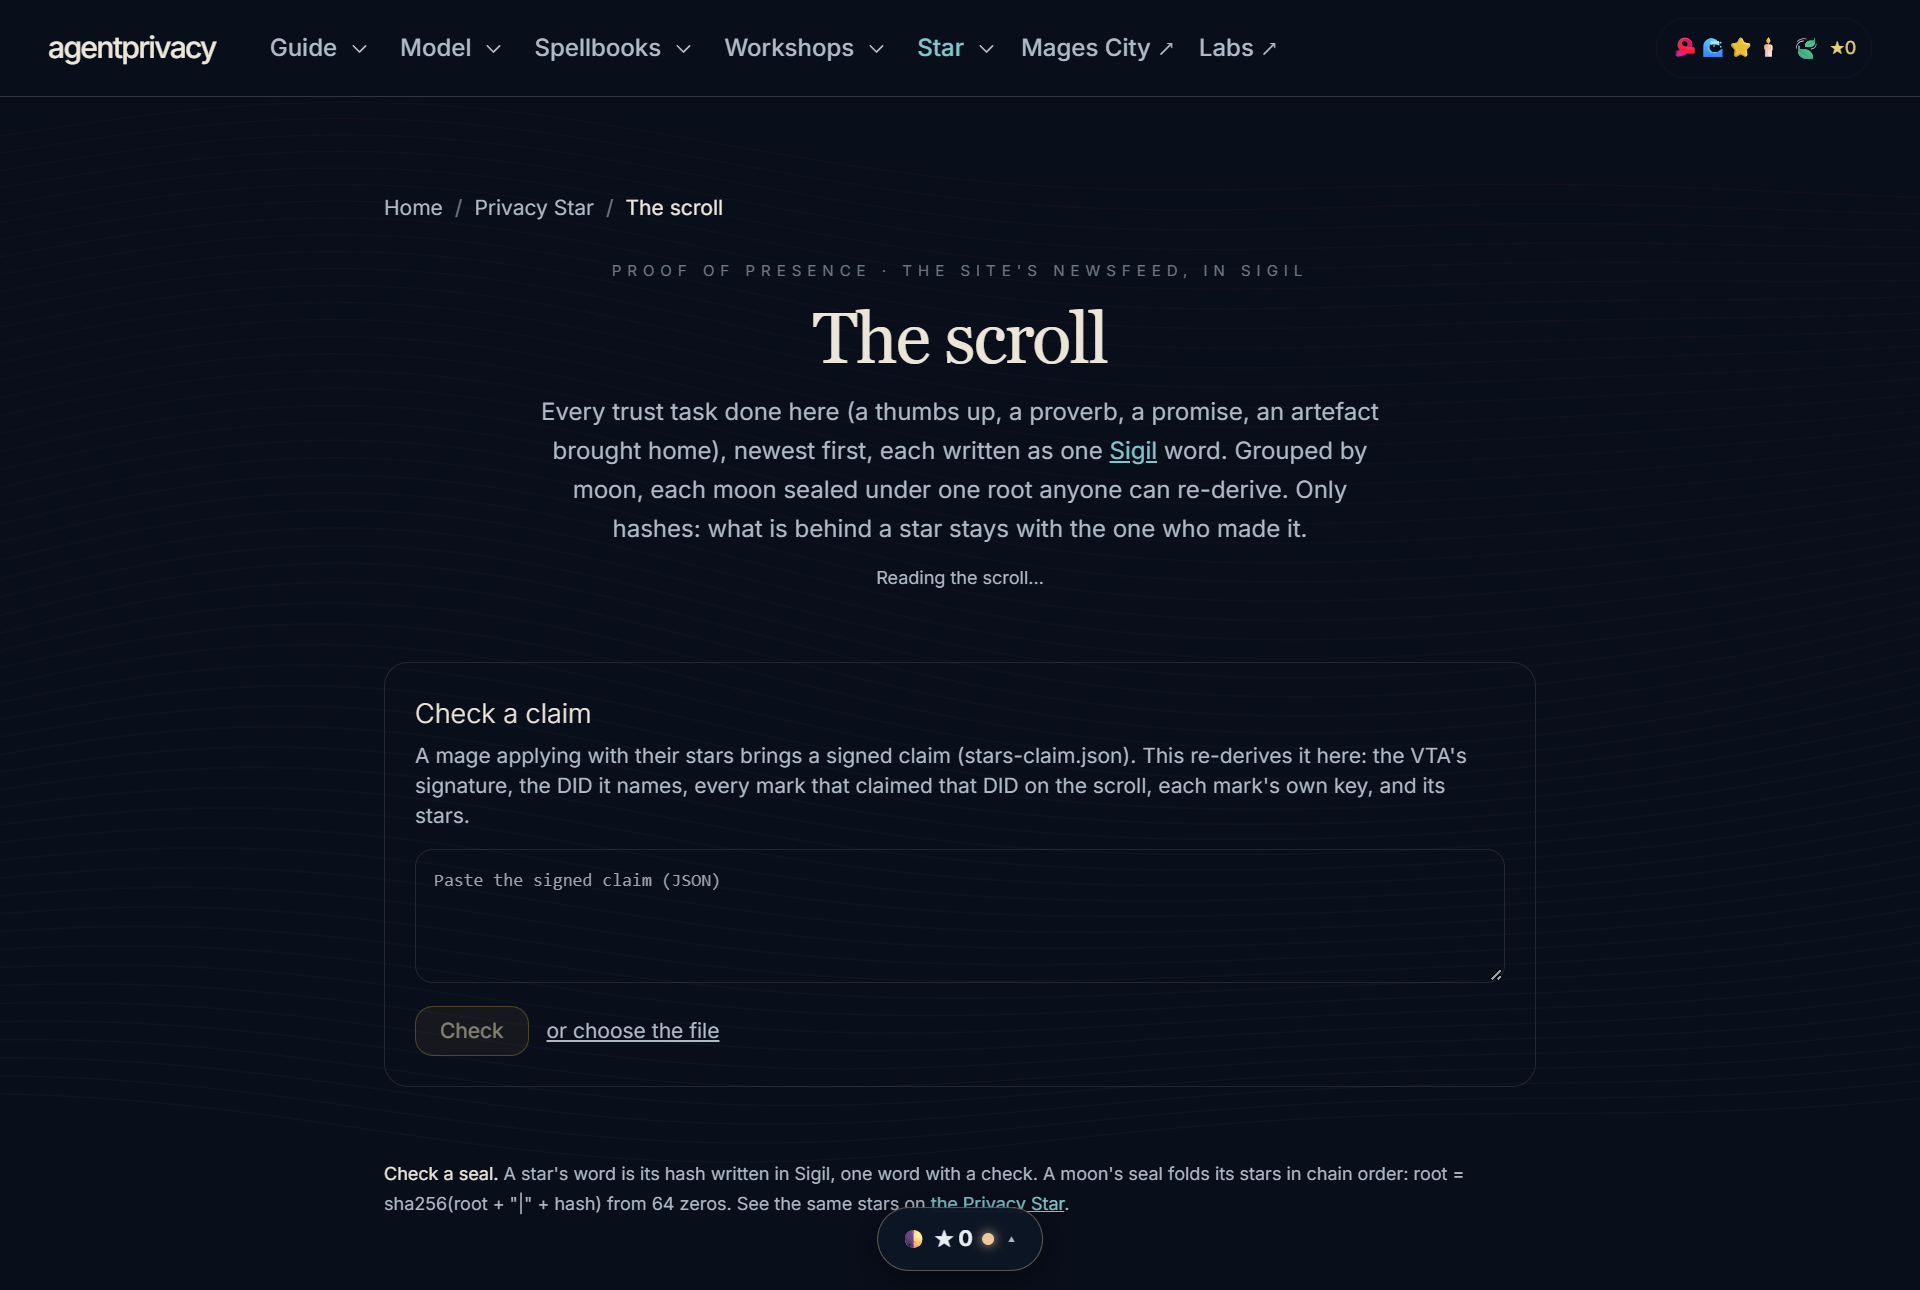 agentprivacy
Guide
Model
Spellbooks
Workshops
Star
Mages City ↗
Labs ↗
★0
Home / Privacy Star / The scroll
PROOF OF PRESENCE · THE SITE'S NEWSFEED, IN SIGIL
The scroll
Every trust task done here (a thumbs up, a proverb, a promise, an artefact
brought home), newest first, each written as one Sigil word. Grouped by
moon, each moon sealed under one root anyone can re-derive. Only
hashes: what is behind a star stays with the one who made it.
Reading the scroll...
Check a claim
A mage applying with their stars brings a signed claim (stars-claim.json). This re-derives it here: the VTA's
signature, the DID it names, every mark that claimed that DID on the scroll, each mark's own key, and its
stars.
Paste the signed claim (JSON)
Check
or choose the file
Check a seal. A star's word is its hash written in Sigil, one word with a check. A moon's seal folds its stars in chain order: root =
sha256(root + "|" + hash) from 64 zeros. See the same stars on the Privacy Star.
★0